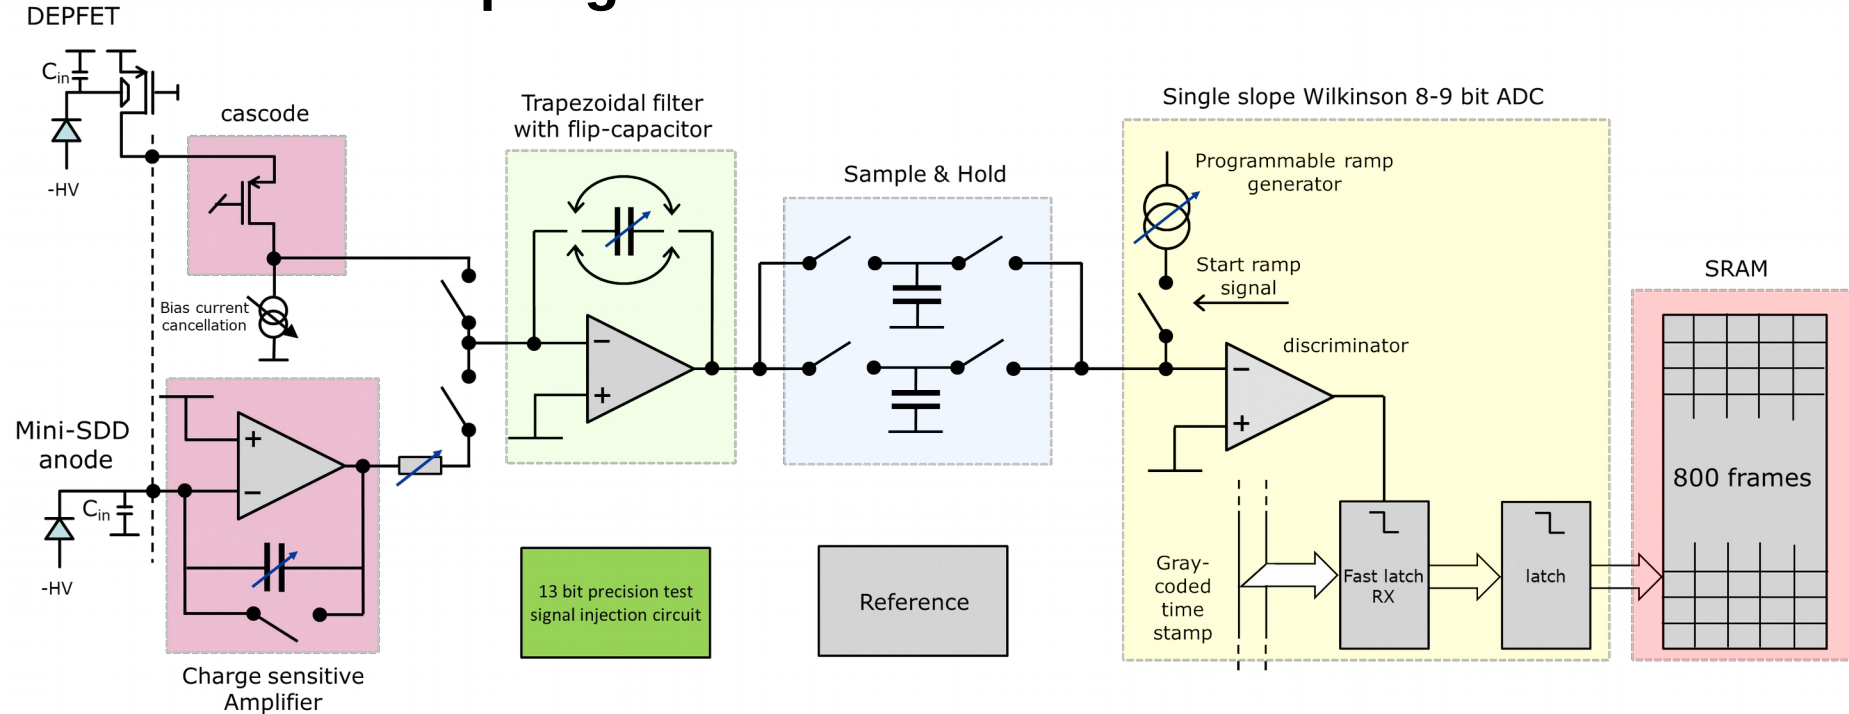 DEPFET
Cin
-HV
cascode
Bias current
cancellation
Mini-SDD
anode
Cin
-HV
+
−
Charge sensitive
Amplifier
Trapezoidal filter
with flip-capacitor
−
+
13 bit precision test
signal injection circuit
Sample & Hold
Reference
Single slope Wilkinson 8-9 bit ADC
Programmable ramp
generator
Start ramp
signal
discriminator
−
+
Gray-
coded
time
stamp
Fast latch
RX
latch
SRAM
800 frames